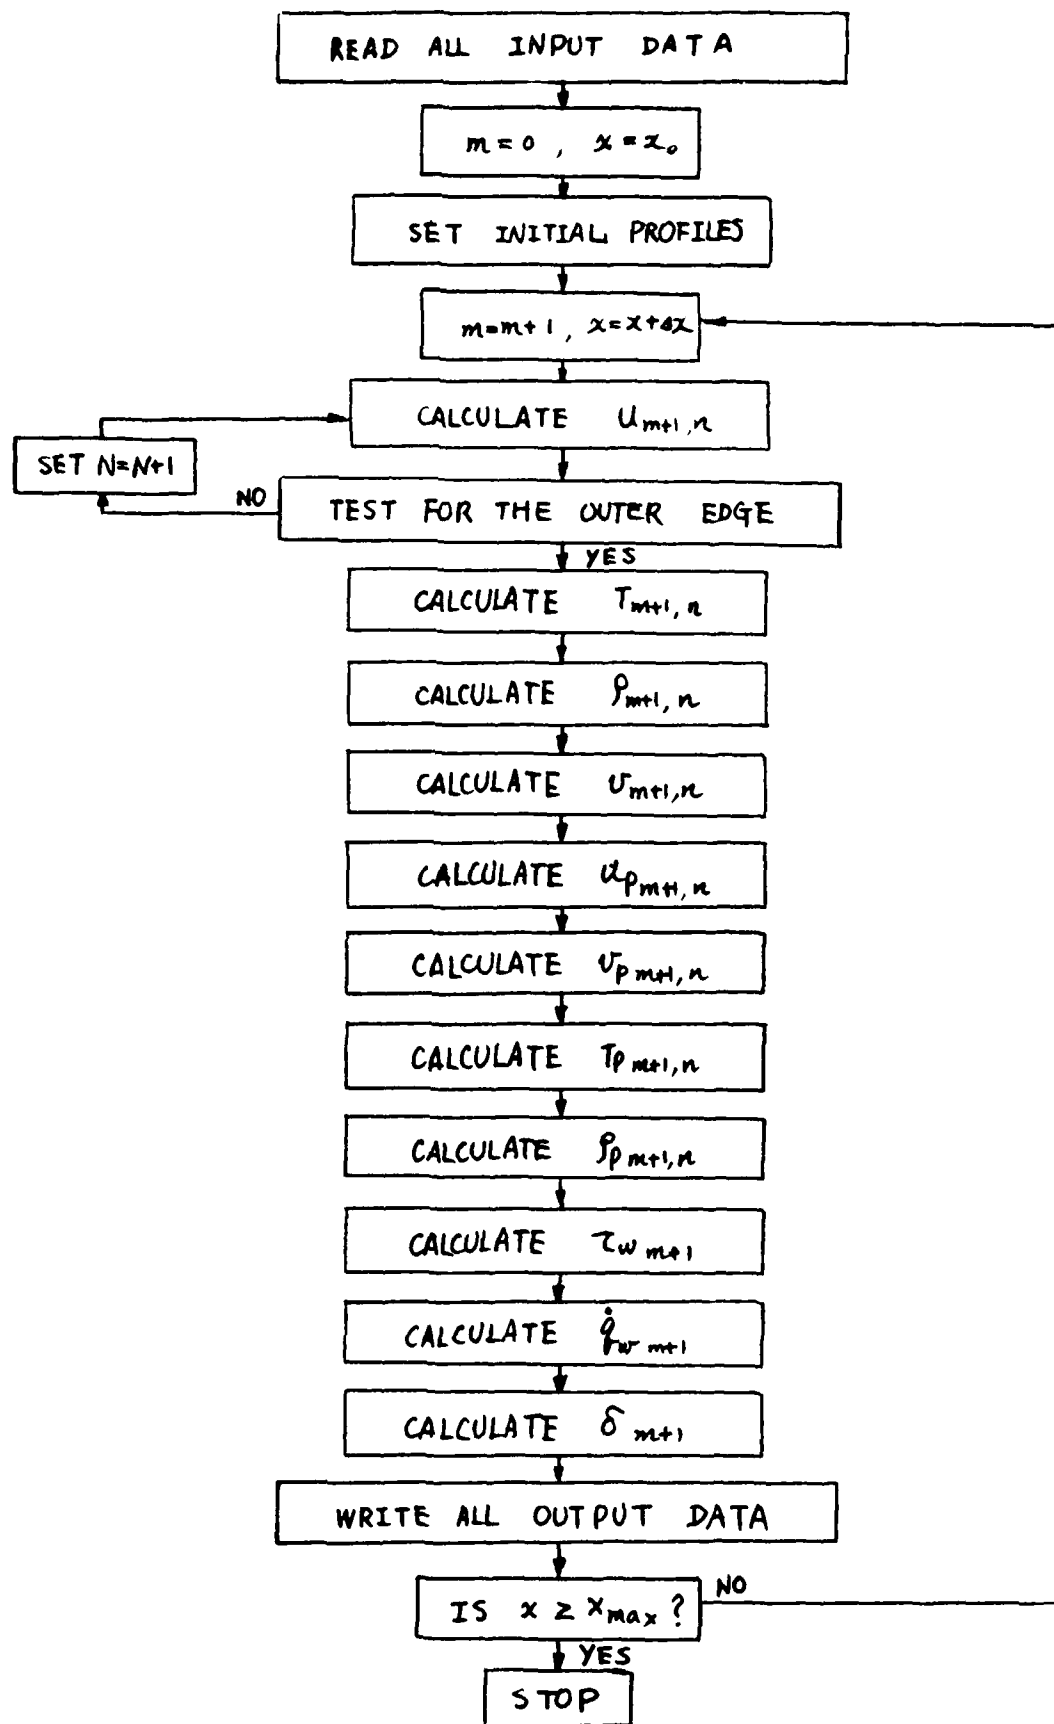 READ ALL INPUT DATA
m = 0 , x = x₀
SET INITIAL PROFILES
m=m+1, x=x+Δx
CALCULATE u_{m+1,n}
SET N=N+1
NO
TEST FOR THE OUTER EDGE
YES
CALCULATE T_{m+1,n}
CALCULATE ρ_{m+1,n}
CALCULATE v_{m+1,n}
CALCULATE u_{p m+1,n}
CALCULATE v_{p m+1,n}
CALCULATE T_{p m+1,n}
CALCULATE ρ_{p m+1,n}
CALCULATE τ_{w m+1}
CALCULATE q̇_{w m+1}
CALCULATE δ_{m+1}
WRITE ALL OUTPUT DATA
IS x ≥ x_{max} ?
NO
YES
STOP